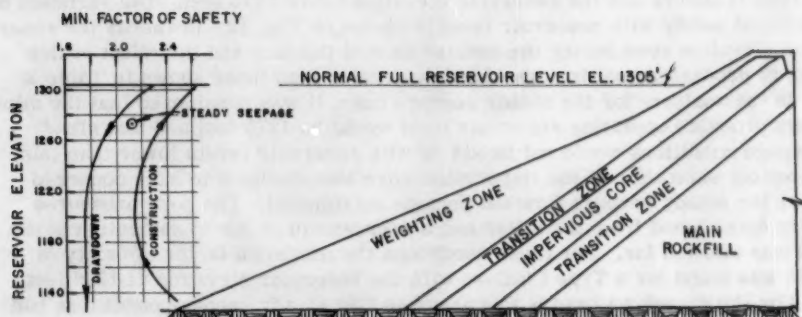 MIN. FACTOR OF SAFETY
1.6 2.0 2.4
NORMAL FULL RESERVOIR LEVEL EL. 1305'
1300
STEADY SEEPAGE
1260
1220
1180
1140
RESERVOIR ELEVATION
DRAWDOWN
CONSTRUCTION
WEIGHTING ZONE
TRANSITION ZONE
IMPERVIOUS CORE
TRANSITION ZONE
MAIN
ROCKFILL